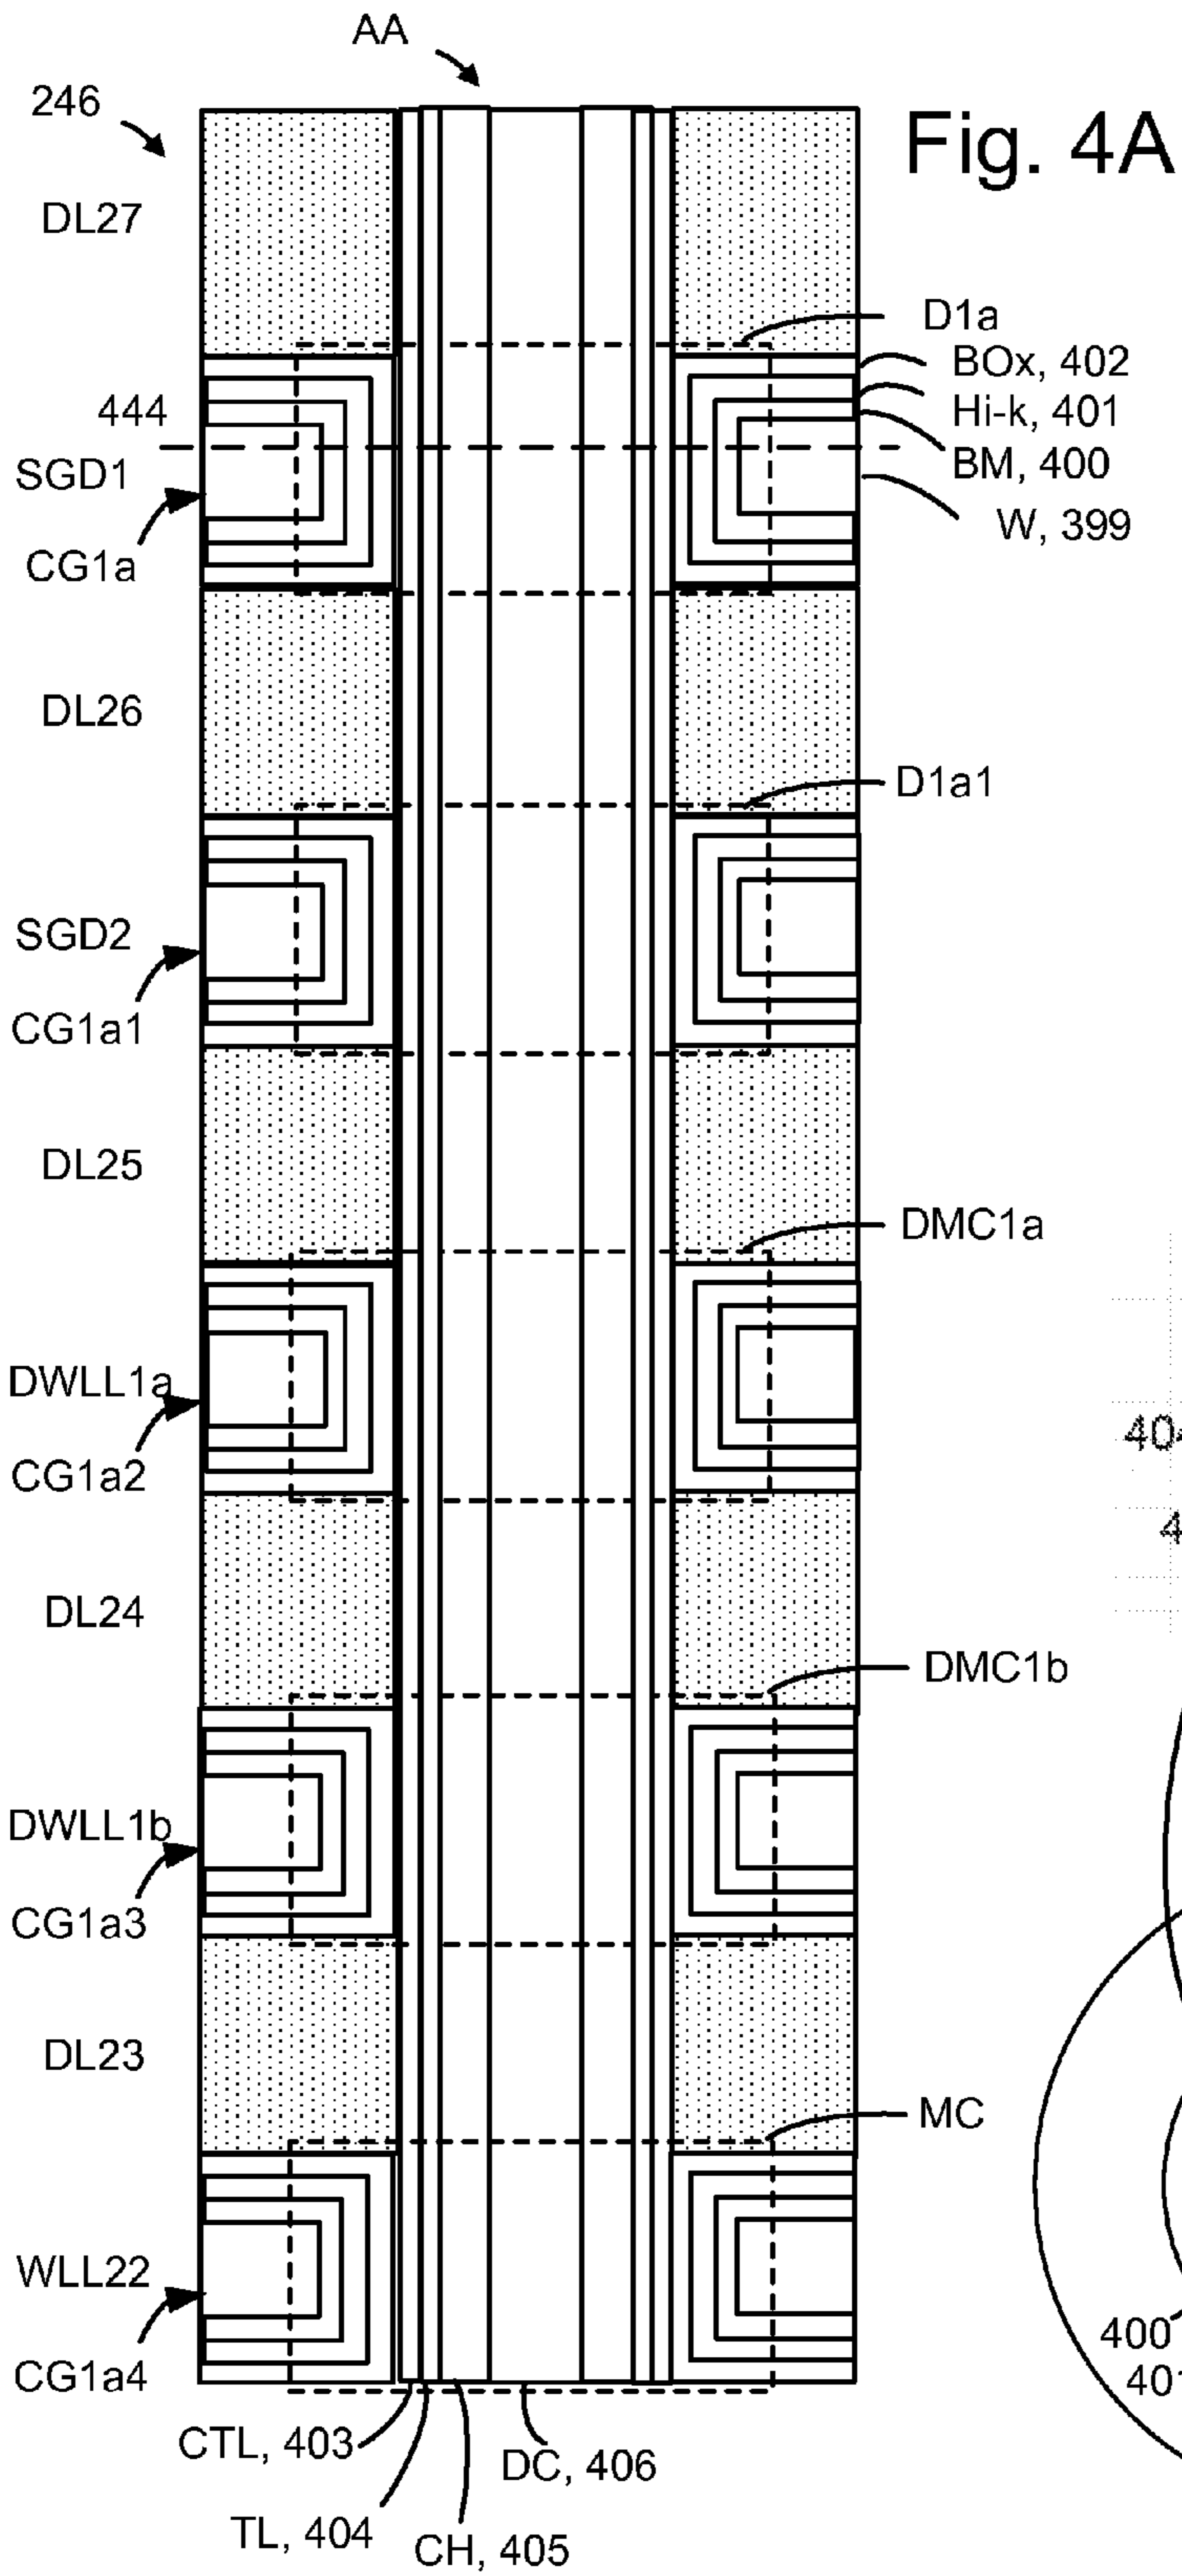 AA
246
Fig. 4A
DL27
D1a
BOx, 402
444
Hi-k, 401
SGD1
BM, 400
W, 399
CG1a
DL26
D1a1
SGD2
CG1a1
DL25
DMC1a
DWLL1a
CG1a2
DL24
DMC1b
DWLL1b
CG1a3
DL23
MC
WLL22
CG1a4
400
CTL, 403
DC, 406
TL, 404
CH, 405